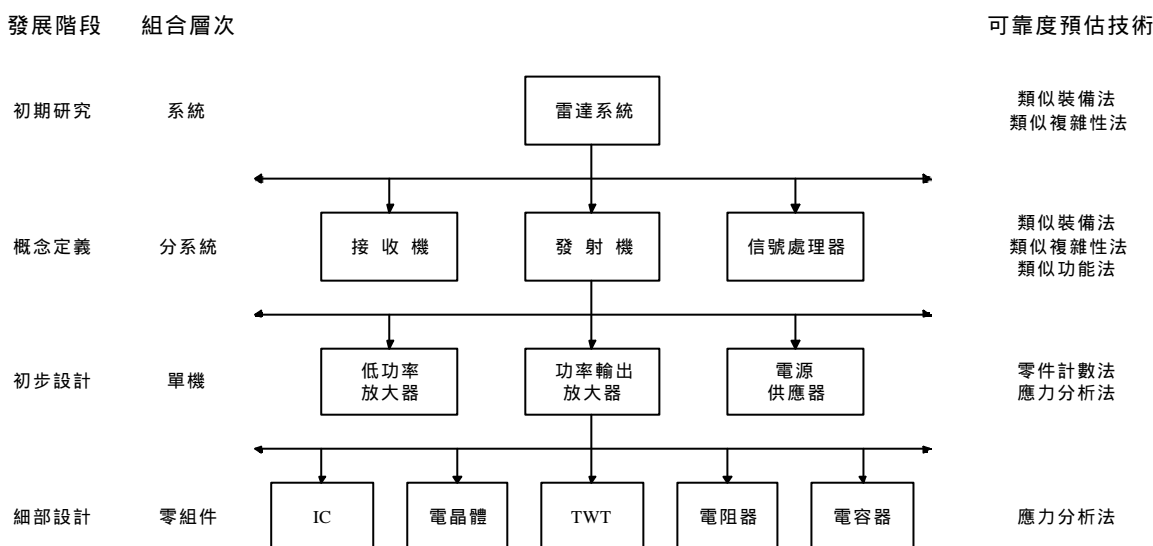 發展階段 組合層次 可靠度預估技術
初期研究 系統 雷達系統 類似裝備法
類似複雜性法
概念定義 分系統 接收機 發射機 信號處理器 類似裝備法
類似複雜性法
類似功能法
初步設計 單機 低功率 功率輸出 電源 零件計數法
放大器 放大器 供應器 應力分析法
細部設計 零組件 IC 電晶體 TWT 電阻器 電容器 應力分析法